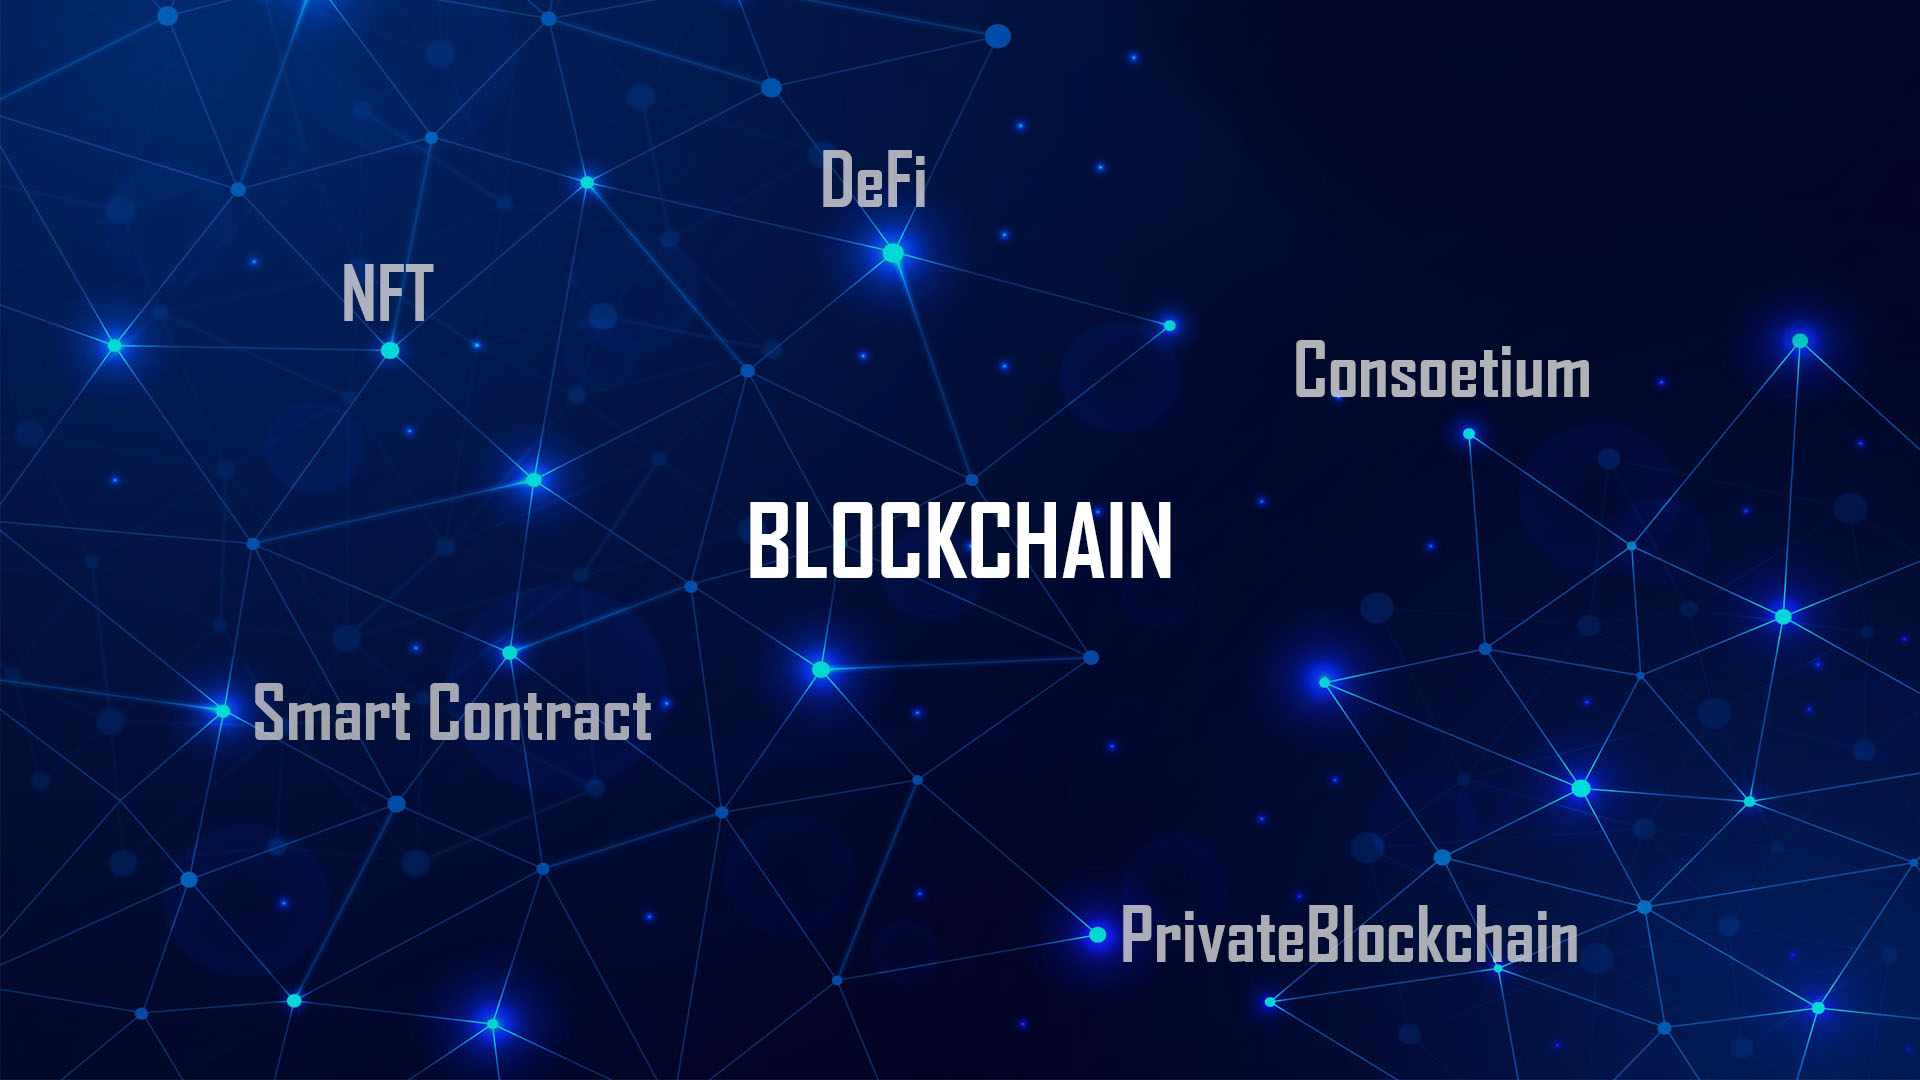 DeFi
NFT
Consoetium
BLOCKCHAIN
Smart Contract
PrivateBlockchain